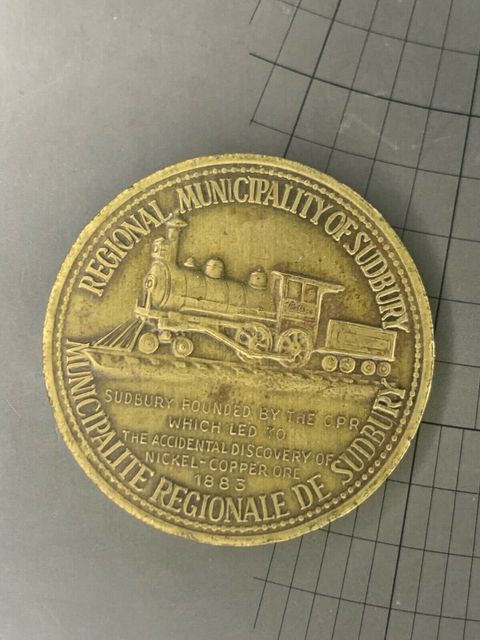 REGIONAL MUNICIPALITY OF SUDBURY
SUDBURY FOUNDED BY THE CPR
WHICH LED TO
THE ACCIDENTAL DISCOVERY OF
NICKEL-COPPER ORE
1883
MUNICIPALITE REGIONALE DE SUDBURY